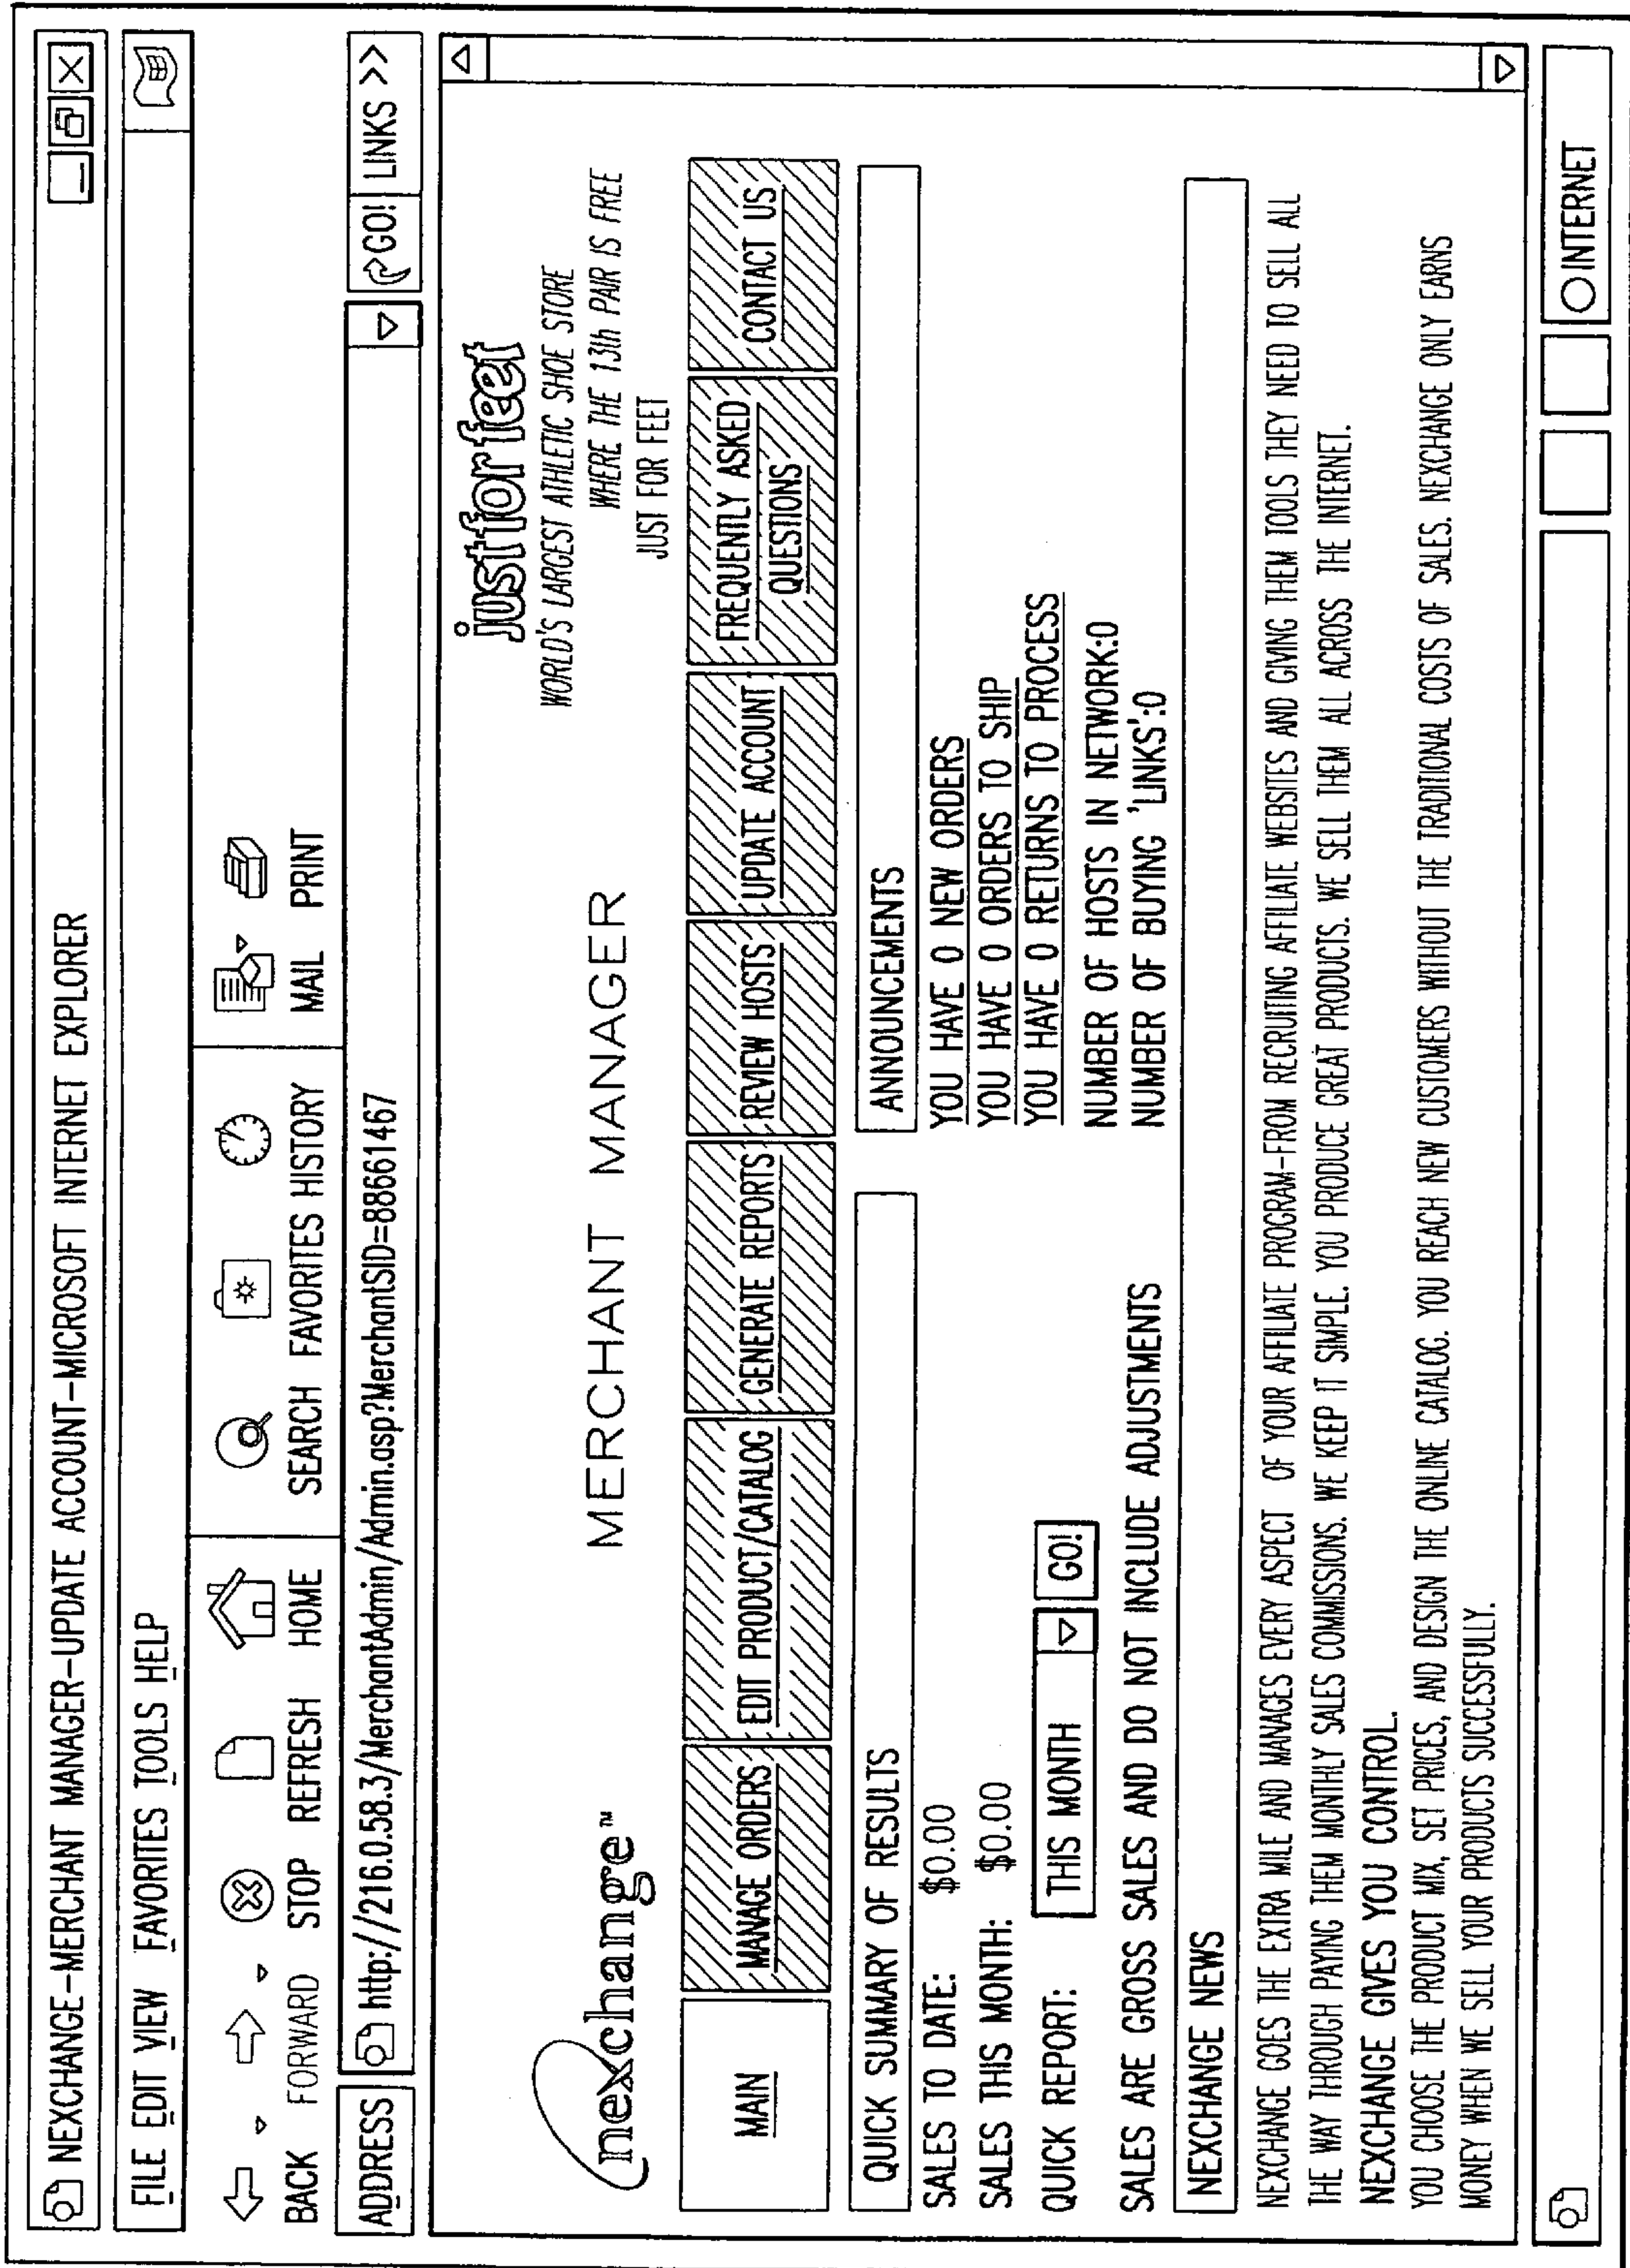 NEXCHANGE-MERCHANT MANAGER-UPDATE ACCOUNT-MICROSOFT INTERNET EXPLORER
FILE EDIT VIEW FAVORITES TOOLS HELP
BACK FORWARD STOP REFRESH HOME SEARCH FAVORITES HISTORY MAIL PRINT
ADDRESS http://216.0.58.3/MerchantAdmin/Admin.asp?MerchantSID=88661467 GO! LINKS >>
justforfeet
WORLD'S LARGEST ATHLETIC SHOE STORE
WHERE THE 13th PAIR IS FREE
JUST FOR FEET
nexchange™ MERCHANT MANAGER
MAIN MANAGE ORDERS EDIT PRODUCT/CATALOG GENERATE REPORTS REVIEW HOSTS UPDATE ACCOUNT FREQUENTLY ASKED QUESTIONS CONTACT US
QUICK SUMMARY OF RESULTS
SALES TO DATE: $0.00
SALES THIS MONTH: $0.00
QUICK REPORT: THIS MONTH GO!
SALES ARE GROSS SALES AND DO NOT INCLUDE ADJUSTMENTS
ANNOUNCEMENTS
YOU HAVE 0 NEW ORDERS
YOU HAVE 0 ORDERS TO SHIP
YOU HAVE 0 RETURNS TO PROCESS
NUMBER OF HOSTS IN NETWORK:0
NUMBER OF BUYING 'LINKS':0
NEXCHANGE NEWS
NEXCHANGE GOES THE EXTRA MILE AND MANAGES EVERY ASPECT OF YOUR AFFILIATE PROGRAM-FROM RECRUITING AFFILIATE WEBSITES AND GIVING THEM TOOLS THEY NEED TO SELL ALL
THE WAY THROUGH PAYING THEM MONTHLY SALES COMMISSIONS. WE KEEP IT SIMPLE. YOU PRODUCE GREAT PRODUCTS. WE SELL THEM ALL ACROSS THE INTERNET.
NEXCHANGE GIVES YOU CONTROL.
YOU CHOOSE THE PRODUCT MIX, SET PRICES, AND DESIGN THE ONLINE CATALOG. YOU REACH NEW CUSTOMERS WITHOUT THE TRADITIONAL COSTS OF SALES. NEXCHANGE ONLY EARNS
MONEY WHEN WE SELL YOUR PRODUCTS SUCCESSFULLY.
INTERNET